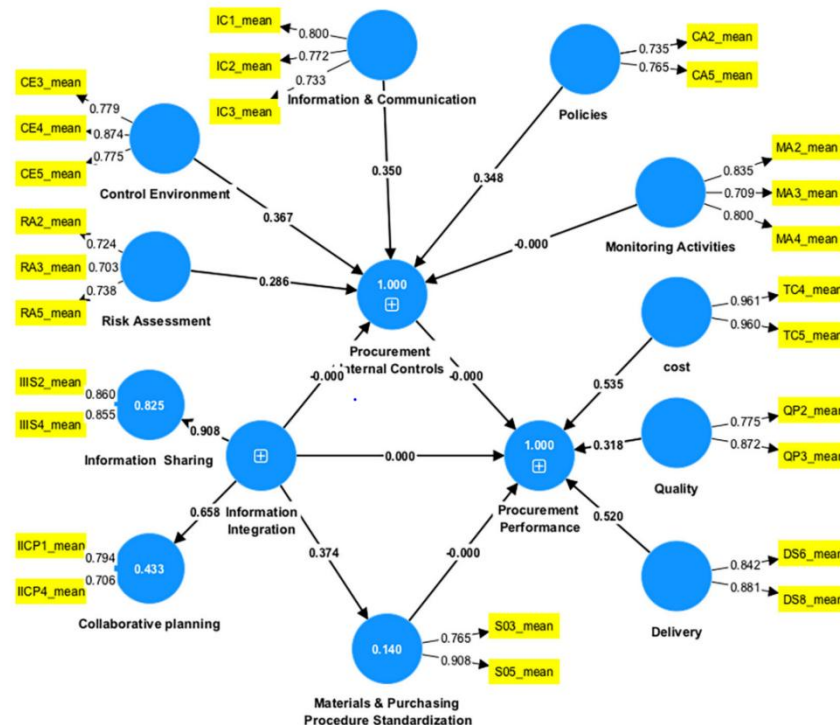 IC1_mean
0.800
IC2_mean
0.772
IC3_mean
0.733
Information & Communication
0.735
CA2_mean
0.765
CA5_mean
Policies
CE3_mean
0.779
CE4_mean
0.874
CE5_mean
0.775
Control Environment
0.350
0.348
0.835
MA2_mean
0.709
MA3_mean
0.800
MA4_mean
Monitoring Activities
0.367
-0.000
RA2_mean
0.724
RA3_mean
0.703
RA5_mean
0.738
Risk Assessment
0.286
1.000
Procurement
Internal Controls
0.961
TC4_mean
0.960
TC5_mean
cost
0.535
-0.000
-0.000
IIIS2_mean
0.860
IIIS4_mean
0.855
0.825
0.908
Information Sharing
Information
Integration
0.000
1.000
Procurement
Performance
0.775
QP2_mean
0.872
QP3_mean
0.318
Quality
0.658
0.374
-0.000
0.520
IICP1_mean
0.794
IICP4_mean
0.706
0.433
Collaborative planning
0.842
DS6_mean
0.881
DS8_mean
Delivery
0.140
0.765
S03_mean
0.908
S05_mean
Materials & Purchasing
Procedure Standardization